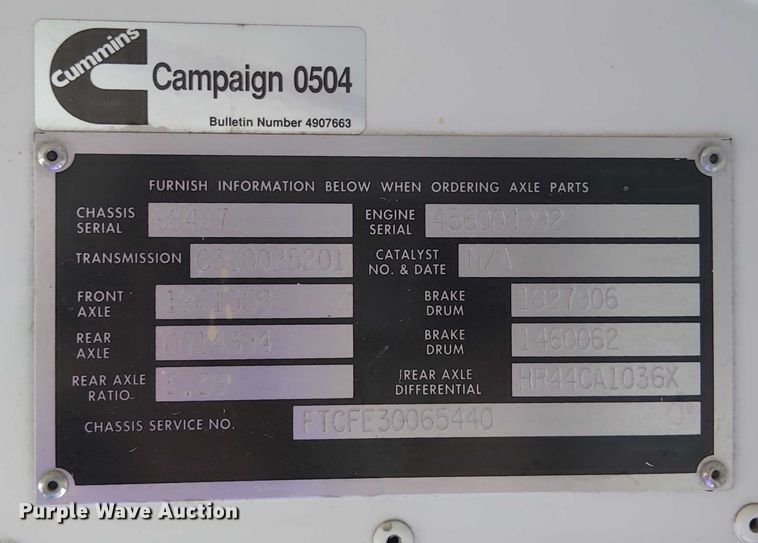 Cummins
Campaign 0504
Bulletin Number 4907663
FURNISH INFORMATION BELOW WHEN ORDERING AXLE PARTS
CHASSIS SERIAL 98487
ENGINE SERIAL 456004992
TRANSMISSION 6310025201
CATALYST NO. & DATE N/A
FRONT AXLE
BRAKE DRUM 1827906
REAR AXLE
BRAKE DRUM 1460062
REAR AXLE RATIO
REAR AXLE DIFFERENTIAL HR44CA1036X
CHASSIS SERVICE NO. FTCFE30065440
Purple Wave Auction